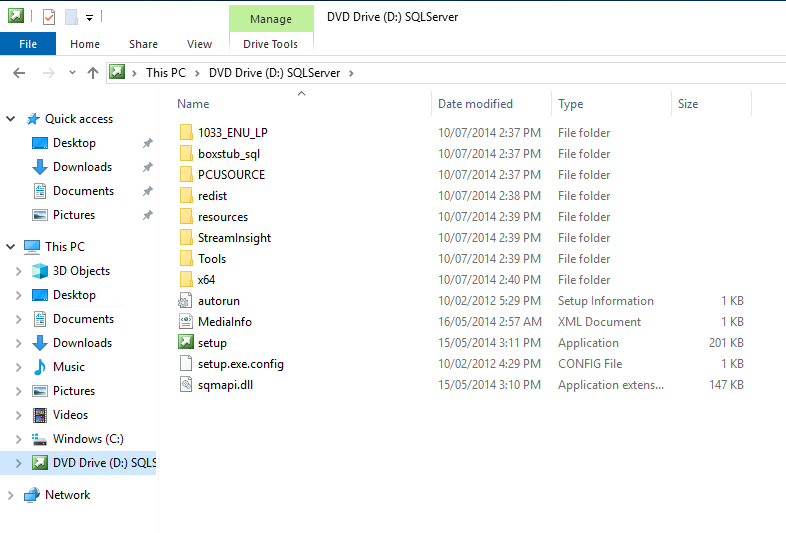 Manage
DVD Drive (D:) SQLServer
File
Home
Share
View
Drive Tools
This PC
DVD Drive (D:) SQLServer
Name
Date modified
Type
Size
Quick access
Desktop
Downloads
Documents
Pictures
This PC
3D Objects
Desktop
Documents
Downloads
Music
Pictures
Videos
Windows (C:)
DVD Drive (D:) SQLS
Network
1033_ENU_LP 10/07/2014 2:37 PM File folder
boxstub_sql 10/07/2014 2:37 PM File folder
PCUSOURCE 10/07/2014 2:37 PM File folder
redist 10/07/2014 2:38 PM File folder
resources 10/07/2014 2:39 PM File folder
StreamInsight 10/07/2014 2:39 PM File folder
Tools 10/07/2014 2:39 PM File folder
x64 10/07/2014 2:40 PM File folder
autorun 10/02/2012 5:29 PM Setup Information 1 KB
MediaInfo 16/05/2014 2:57 AM XML Document 1 KB
setup 15/05/2014 3:11 PM Application 201 KB
setup.exe.config 10/02/2012 4:29 PM CONFIG File 1 KB
sqmapi.dll 15/05/2014 3:10 PM Application extens... 147 KB